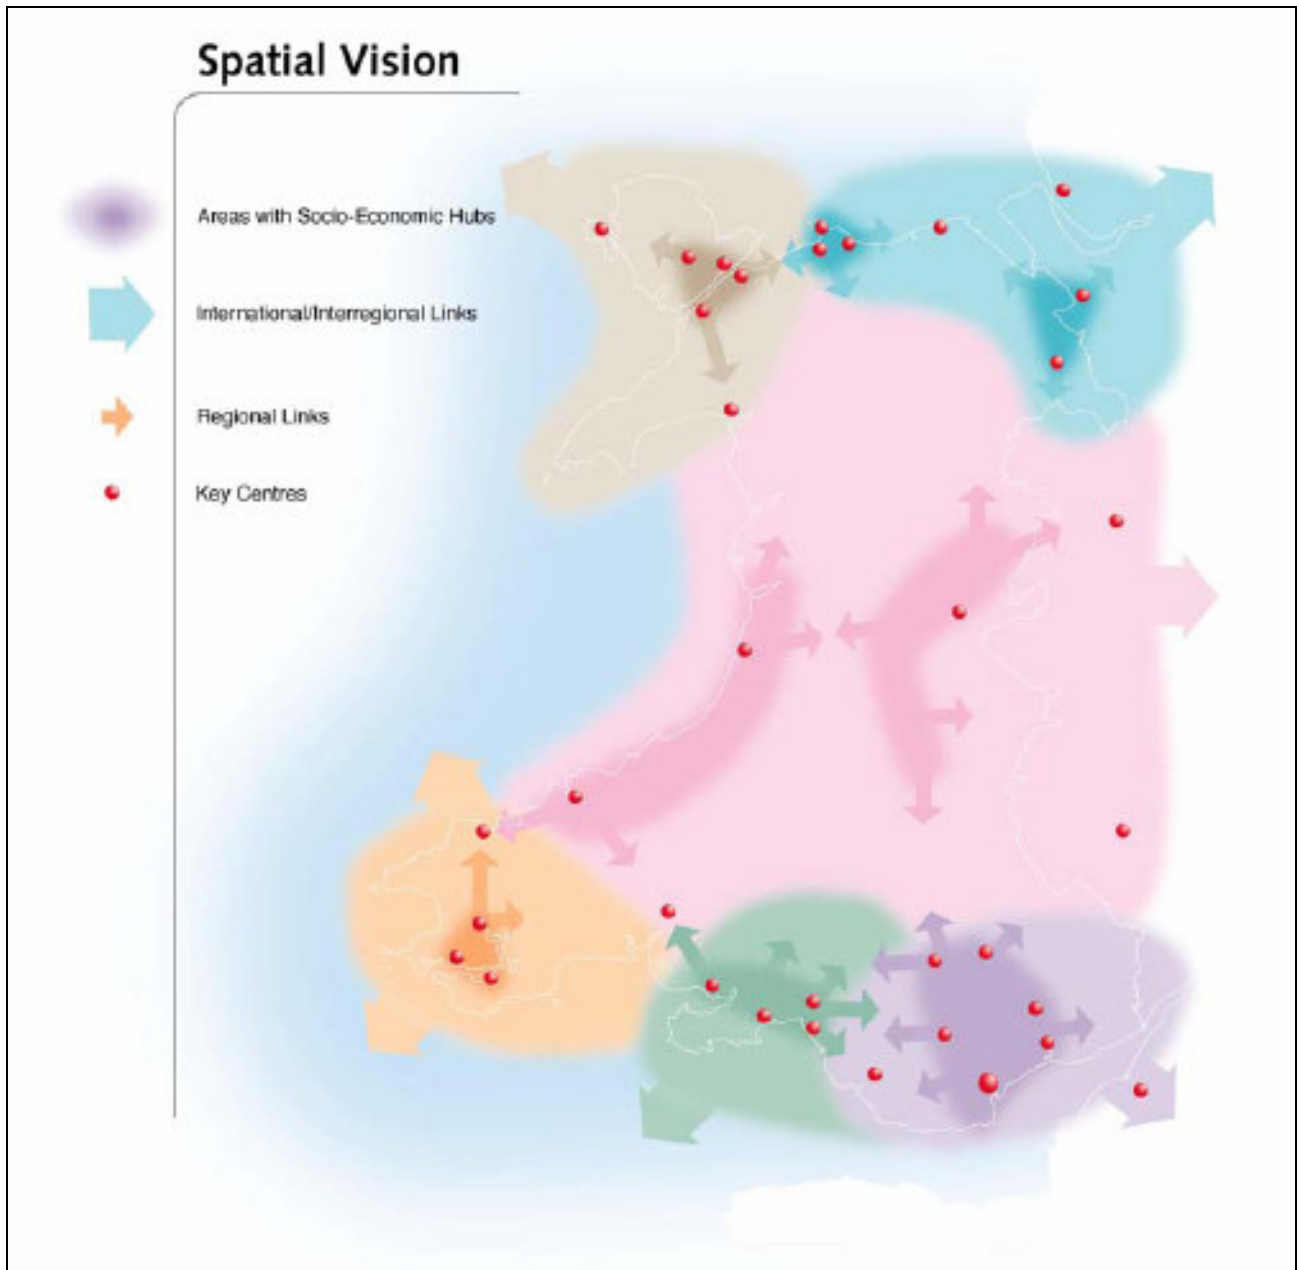 Spatial Vision
Areas with Socio-Economic Hubs
International/Interregional Links
Regional Links
Key Centres